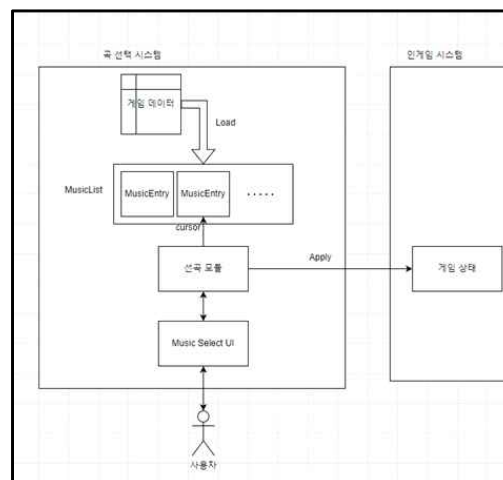 곡 선택 시스템
인게임 시스템
게임 데이터
Load
MusicList
MusicEntry
MusicEntry
.....
cursor
선곡 모듈
Apply
게임 상태
Music Select UI
사용자